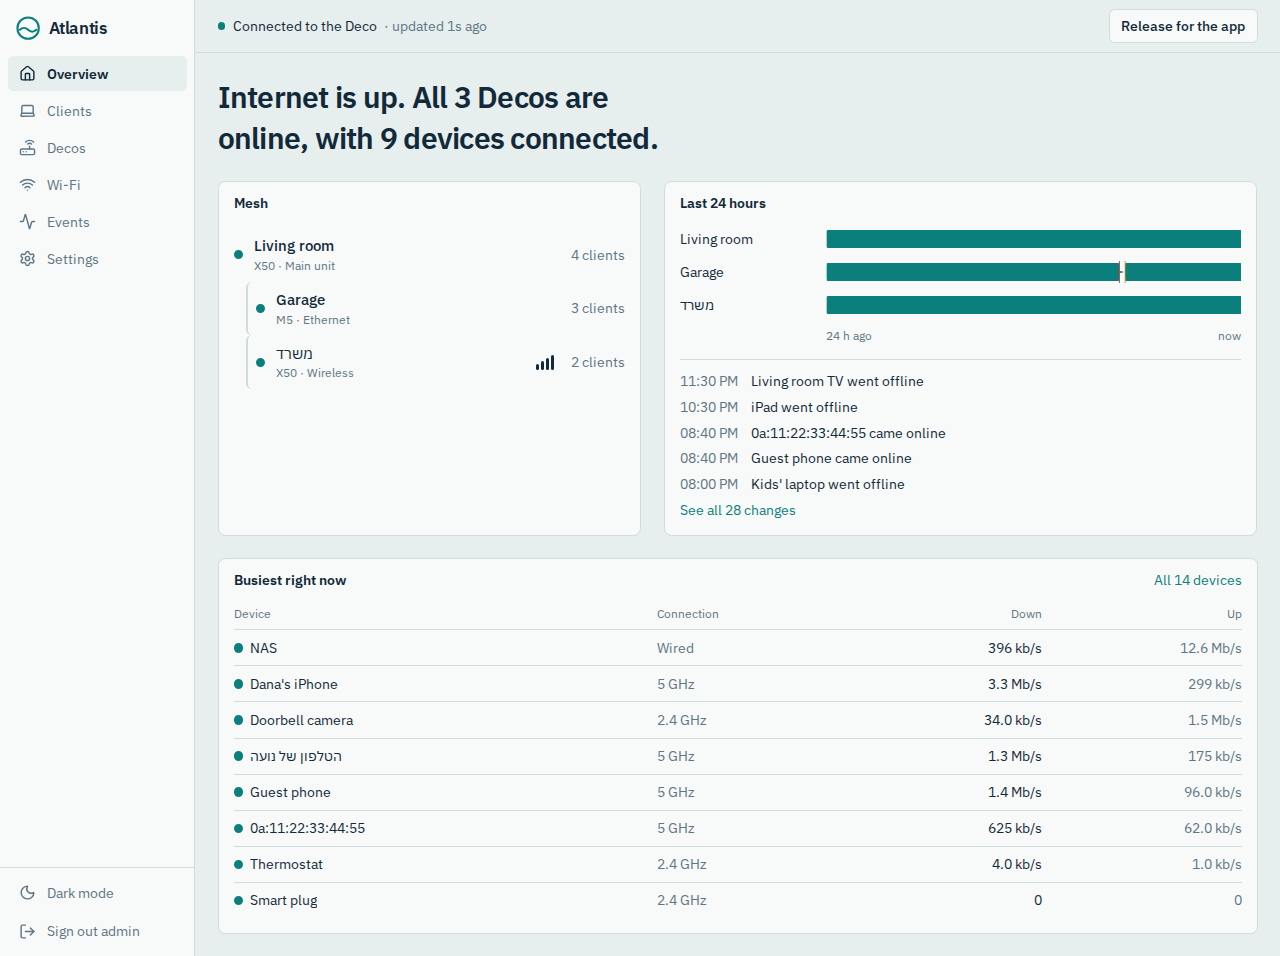 Atlantis
Overview
Clients
Decos
Wi-Fi
Events
Settings
Dark mode
Sign out admin
Connected to the Deco · updated 1s ago
Release for the app
Internet is up. All 3 Decos are
online, with 9 devices connected.
Mesh
Living room
X50 · Main unit
4 clients
Garage
M5 · Ethernet
3 clients
משרד
X50 · Wireless
2 clients
Last 24 hours
Living room
Garage
משרד
24 h ago now
11:30 PM Living room TV went offline
10:30 PM iPad went offline
08:40 PM 0a:11:22:33:44:55 came online
08:40 PM Guest phone came online
08:00 PM Kids' laptop went offline
See all 28 changes
Busiest right now All 14 devices
Device Connection Down Up
NAS Wired 396 kb/s 12.6 Mb/s
Dana's iPhone 5 GHz 3.3 Mb/s 299 kb/s
Doorbell camera 2.4 GHz 34.0 kb/s 1.5 Mb/s
הטלפון של נועה 5 GHz 1.3 Mb/s 175 kb/s
Guest phone 5 GHz 1.4 Mb/s 96.0 kb/s
0a:11:22:33:44:55 5 GHz 625 kb/s 62.0 kb/s
Thermostat 2.4 GHz 4.0 kb/s 1.0 kb/s
Smart plug 2.4 GHz 0 0